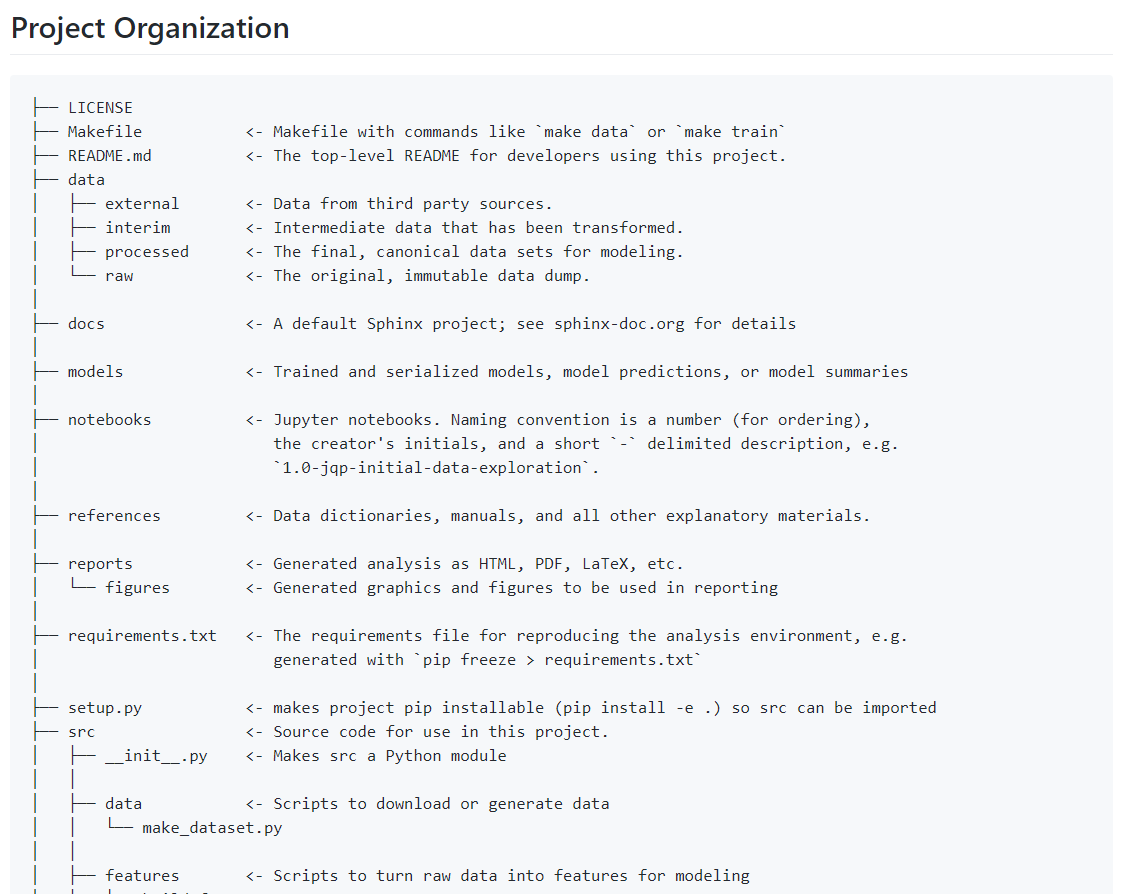 Project Organization
├── LICENSE
├── Makefile           <- Makefile with commands like `make data` or `make train`
├── README.md          <- The top-level README for developers using this project.
├── data
│   ├── external       <- Data from third party sources.
│   ├── interim        <- Intermediate data that has been transformed.
│   ├── processed      <- The final, canonical data sets for modeling.
│   └── raw            <- The original, immutable data dump.
│
├── docs               <- A default Sphinx project; see sphinx-doc.org for details
│
├── models             <- Trained and serialized models, model predictions, or model summaries
│
├── notebooks          <- Jupyter notebooks. Naming convention is a number (for ordering),
│                         the creator's initials, and a short `-` delimited description, e.g.
│                         `1.0-jqp-initial-data-exploration`.
│
├── references         <- Data dictionaries, manuals, and all other explanatory materials.
│
├── reports            <- Generated analysis as HTML, PDF, LaTeX, etc.
│   └── figures        <- Generated graphics and figures to be used in reporting
│
├── requirements.txt   <- The requirements file for reproducing the analysis environment, e.g.
│                         generated with `pip freeze > requirements.txt`
│
├── setup.py           <- makes project pip installable (pip install -e .) so src can be imported
├── src                <- Source code for use in this project.
│   ├── __init__.py    <- Makes src a Python module
│   │
│   ├── data           <- Scripts to download or generate data
│   │   └── make_dataset.py
│   │
│   ├── features       <- Scripts to turn raw data into features for modeling